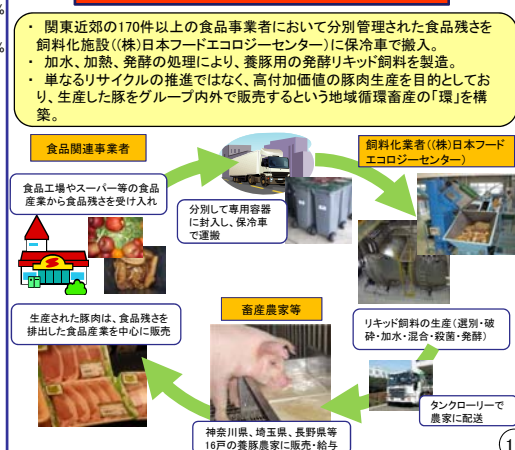 %
%
・ 関東近郊の170件以上の食品事業者において分別管理された食品残さを
飼料化施設((株)日本フードエコロジーセンター)に保冷車で搬入。
・ 加水、加熱、発酵の処理により、養豚用の発酵リキッド飼料を製造。
・ 単なるリサイクルの推進ではなく、高付加価値の豚肉生産を目的としてお
り、生産した豚をグループ内外で販売するという地域循環畜産の「環」を構
築。
食品関連事業者
飼料化業者((株)日本フード
エコロジーセンター)
食品工場やスーパー等の食品
産業から食品残さを受け入れ
分別して専用容器
に封入し、保冷車
で運搬
生産された豚肉は、食品残さを
排出した食品産業を中心に販売
畜産農家等
リキッド飼料の生産(選別・破
砕・加水・混合・殺菌・発酵)
タンクローリーで
農家に配送
神奈川県、埼玉県、長野県等
16戸の養豚農家に販売・給与
1